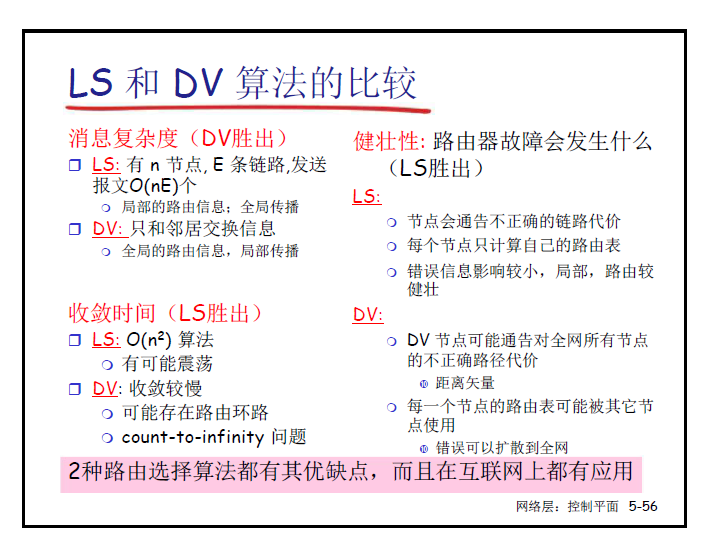 LS 和 DV 算法的比较
消息复杂度（DV胜出）
LS: 有 n 节点, E 条链路,发送
报文O(nE)个
局部的路由信息；全局传播
DV: 只和邻居交换信息
全局的路由信息，局部传播
收敛时间（LS胜出）
LS: O(n²) 算法
有可能震荡
DV: 收敛较慢
可能存在路由环路
count-to-infinity 问题
健壮性: 路由器故障会发生什么
（LS胜出）
LS:
节点会通告不正确的链路代价
每个节点只计算自己的路由表
错误信息影响较小，局部，路由较
健壮
DV:
DV 节点可能通告对全网所有节点
的不正确路径代价
距离矢量
每一个节点的路由表可能被其它节
点使用
错误可以扩散到全网
2种路由选择算法都有其优缺点，而且在互联网上都有应用
网络层：控制平面 5-56